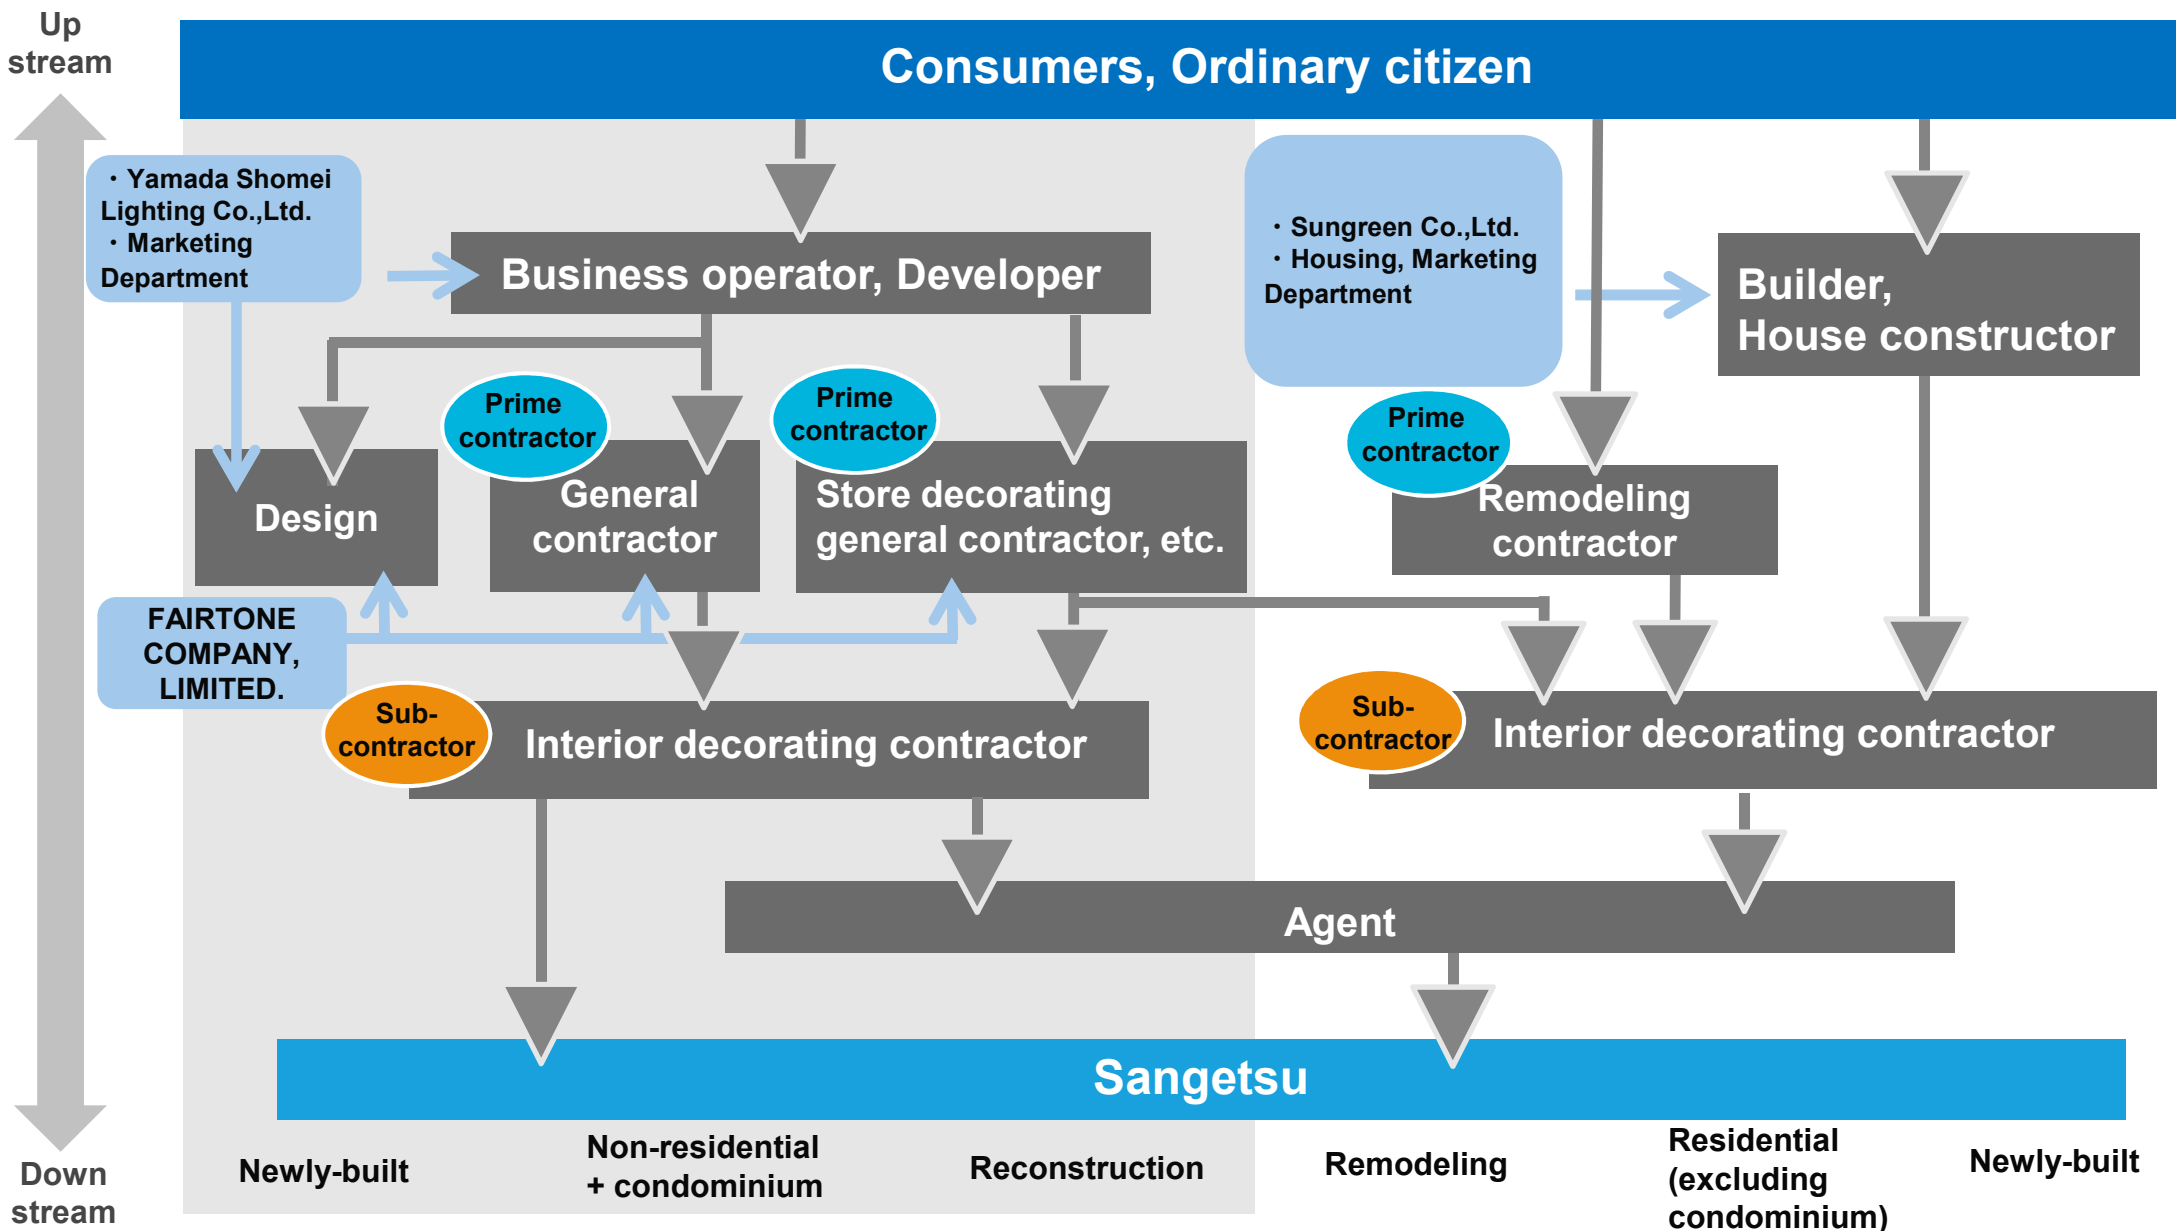 Up
stream
Consumers, Ordinary citizen
・Yamada Shomei
Lighting Co.,Ltd.
・Marketing
Department
Business operator, Developer
・Sungreen Co.,Ltd.
・Housing, Marketing
Department
Builder,
House constructor
Prime
contractor
Prime
contractor
Prime
contractor
Design
General
contractor
Store decorating
general contractor, etc.
Remodeling
contractor
FAIRTONE
COMPANY,
LIMITED.
Sub-
contractor
Interior decorating contractor
Sub-
contractor
Interior decorating contractor
Agent
Sangetsu
Down
stream
Newly-built
Non-residential
+ condominium
Reconstruction
Remodeling
Residential
(excluding
condominium)
Newly-built